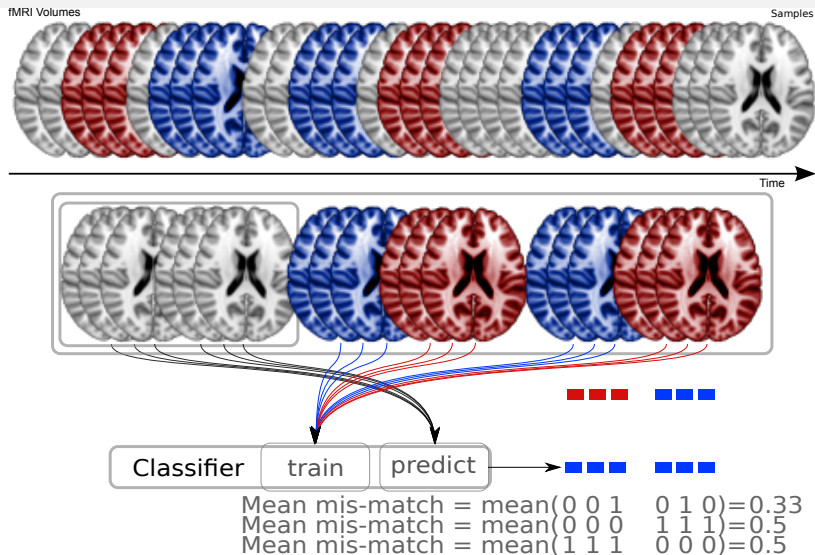 fMRI Volumes
Samples
Time
Classifier train predict
Mean mis-match = mean(0 0 1 0 1 0)=0.33
Mean mis-match = mean(0 0 0 1 1 1)=0.5
Mean mis-match = mean(1 1 1 0 0 0)=0.5